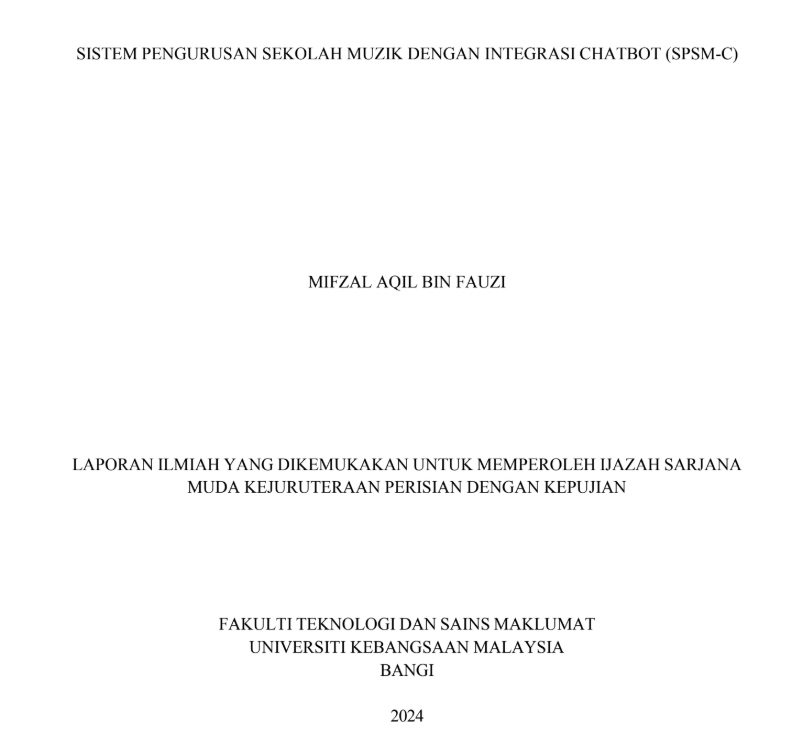 SISTEM PENGURUSAN SEKOLAH MUZIK DENGAN INTEGRASI CHATBOT (SPSM-C)
MIFZAL AQIL BIN FAUZI
LAPORAN ILMIAH YANG DIKEMUKAKAN UNTUK MEMPEROLEH IJAZAH SARJANA
MUDA KEJURUTERAAN PERISIAN DENGAN KEPUJIAN
FAKULTI TEKNOLOGI DAN SAINS MAKLUMAT
UNIVERSITI KEBANGSAAN MALAYSIA
BANGI
2024